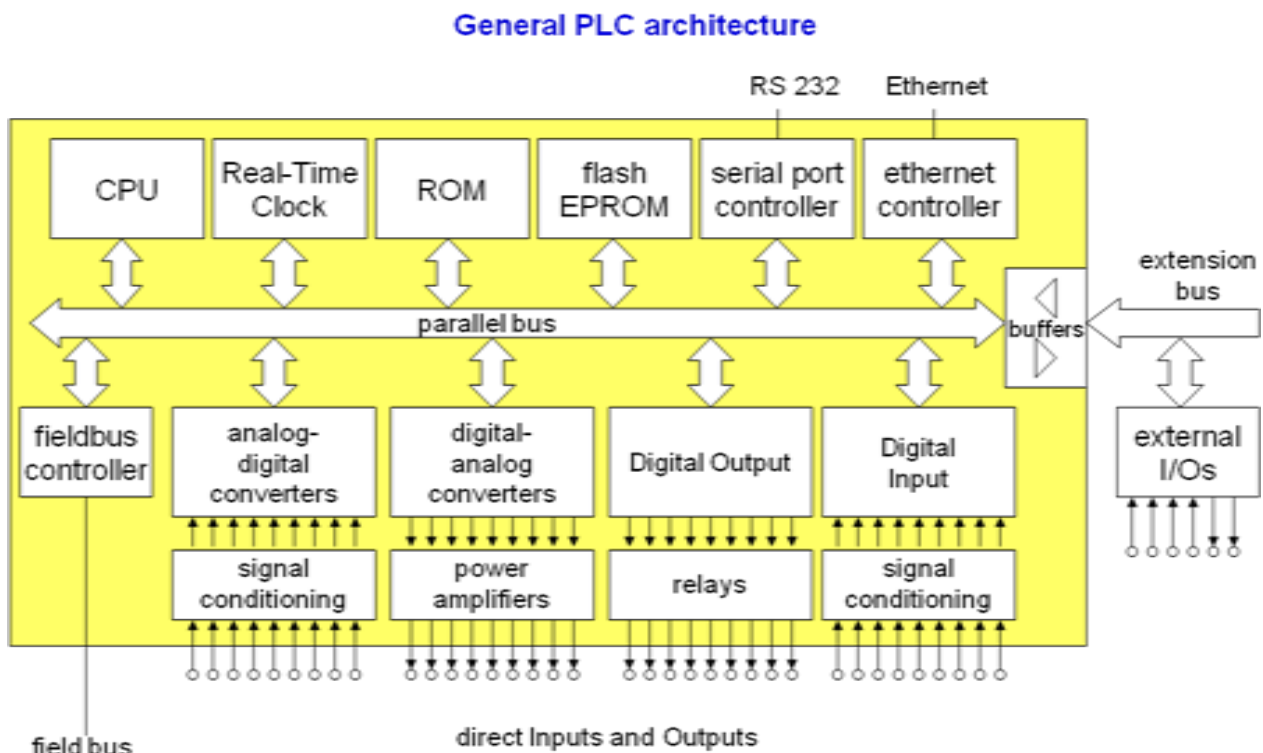 General PLC architecture
RS 232
Ethernet
CPU
Real-Time
Clock
ROM
flash
EPROM
serial port
controller
ethernet
controller
extension
bus
parallel bus
buffers
fieldbus
controller
analog-
digital
converters
digital-
analog
converters
Digital Output
Digital
Input
external
I/Os
signal
conditioning
power
amplifiers
relays
signal
conditioning
field bus
direct Inputs and Outputs